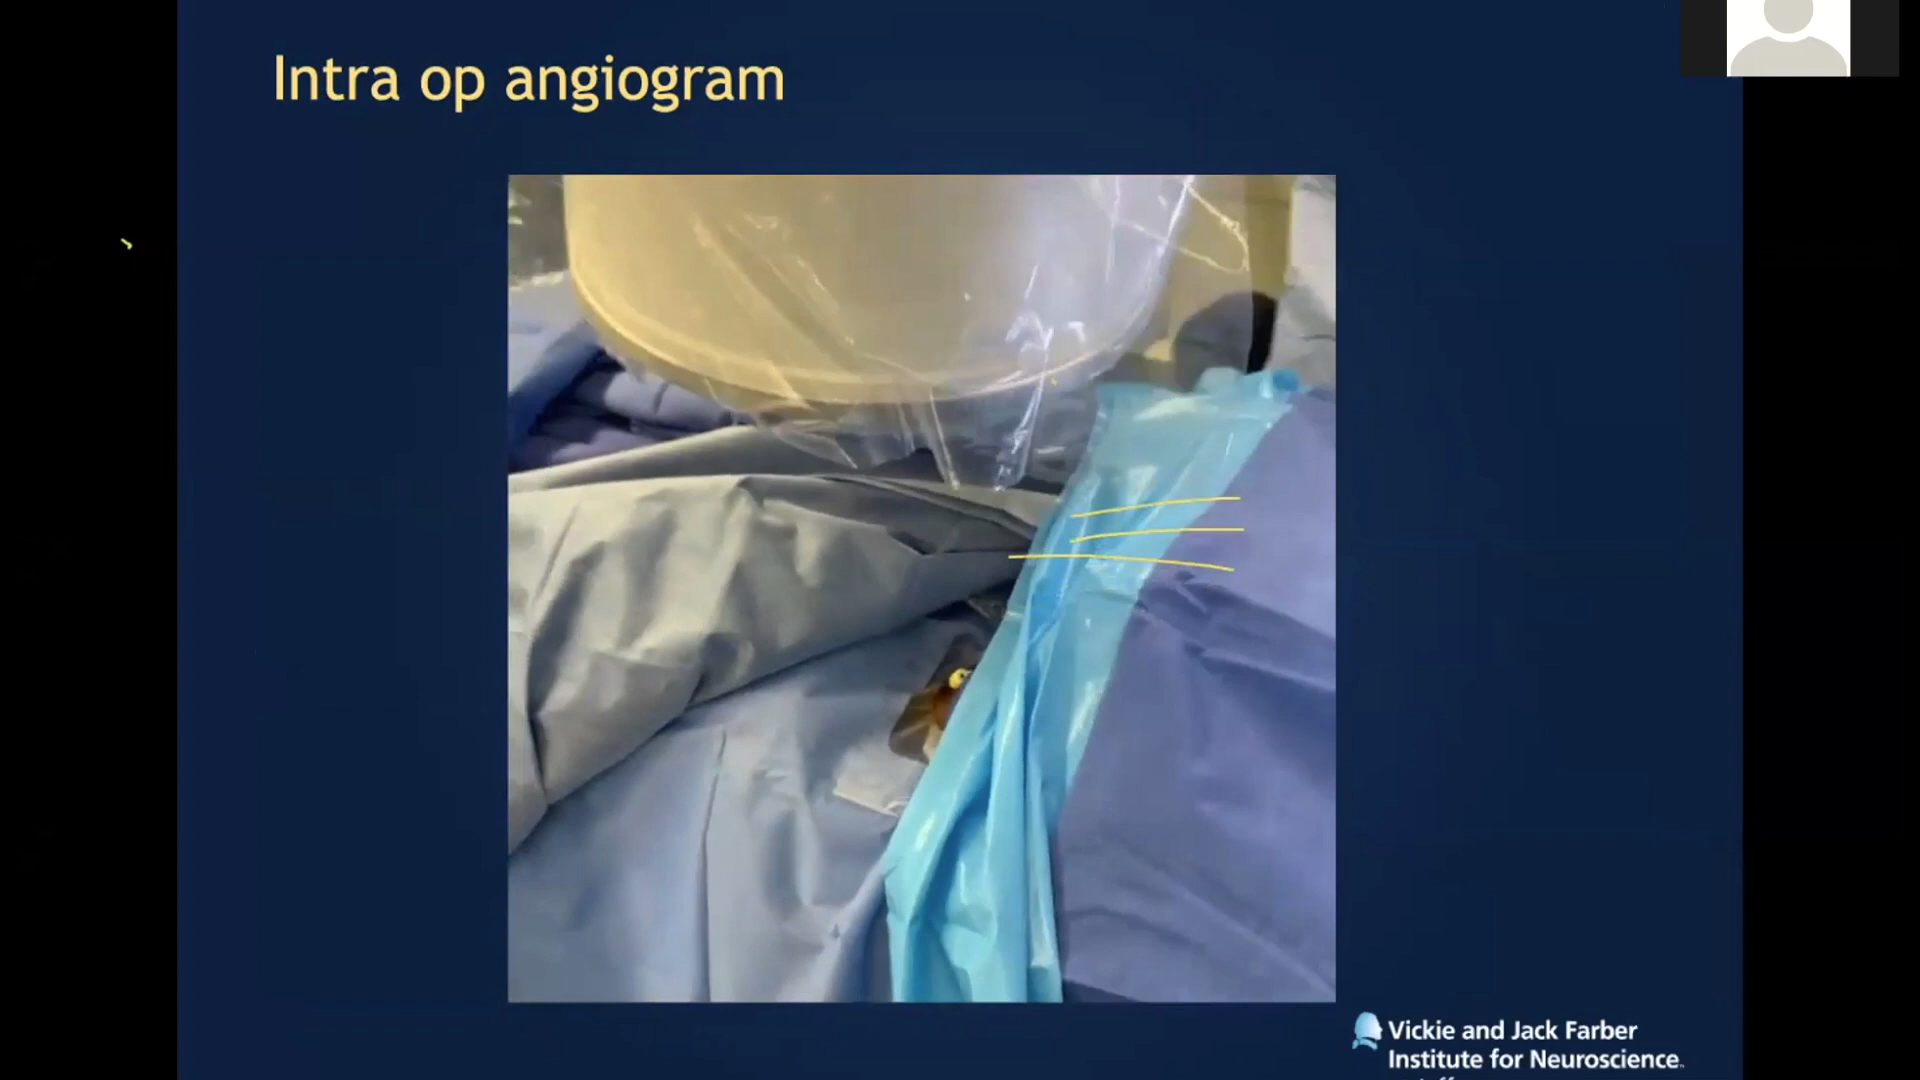 Intra op angiogram
Vickie and Jack Farber
Institute for Neuroscience